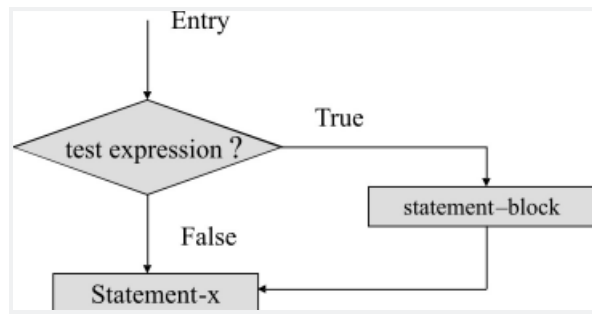 Entry
test expression ?
True
statement–block
False
Statement-x